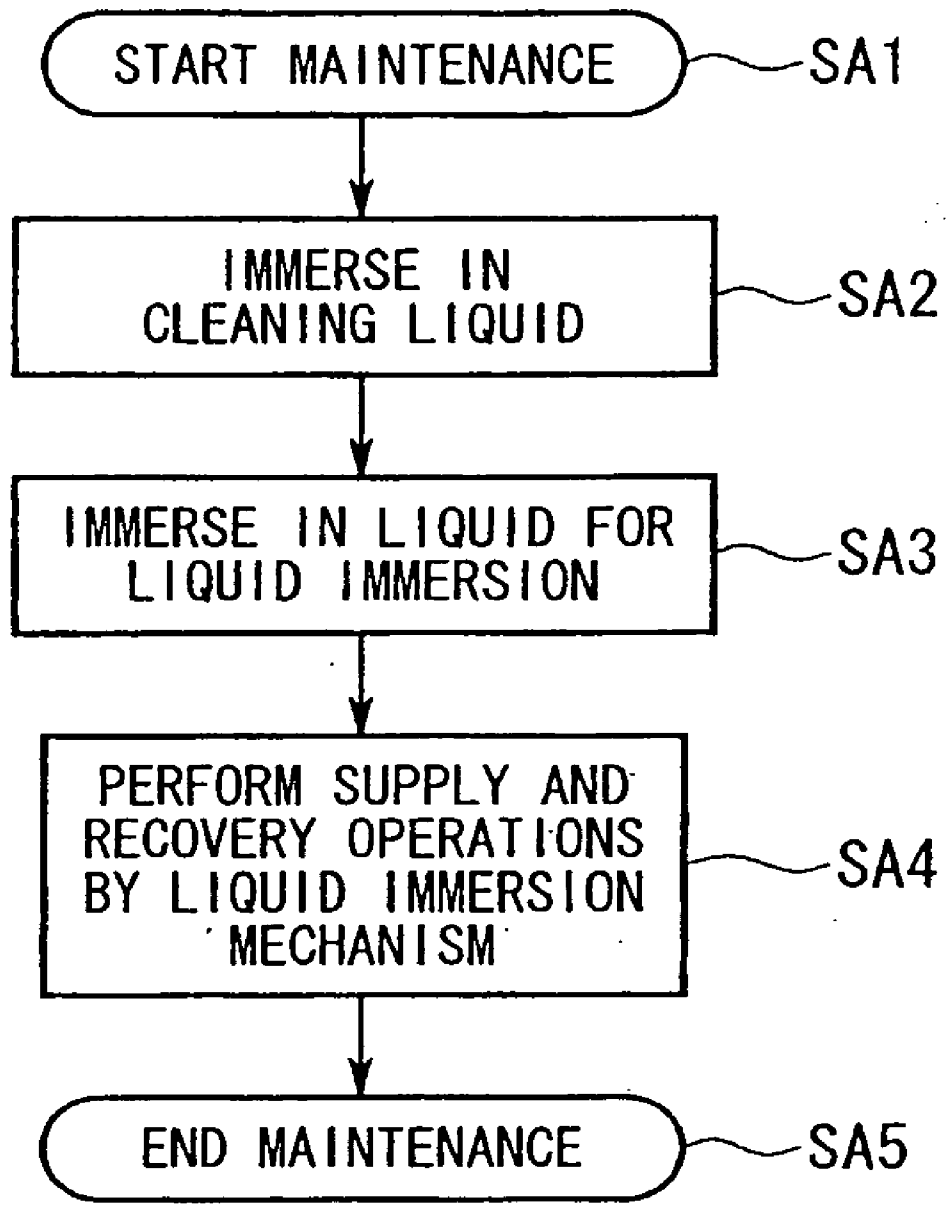 START MAINTENANCE
SA1
IMMERSE IN
CLEANING LIQUID
SA2
IMMERSE IN LIQUID FOR
LIQUID IMMERSION
SA3
PERFORM SUPPLY AND
RECOVERY OPERATIONS
BY LIQUID IMMERSION
MECHANISM
SA4
END MAINTENANCE
SA5